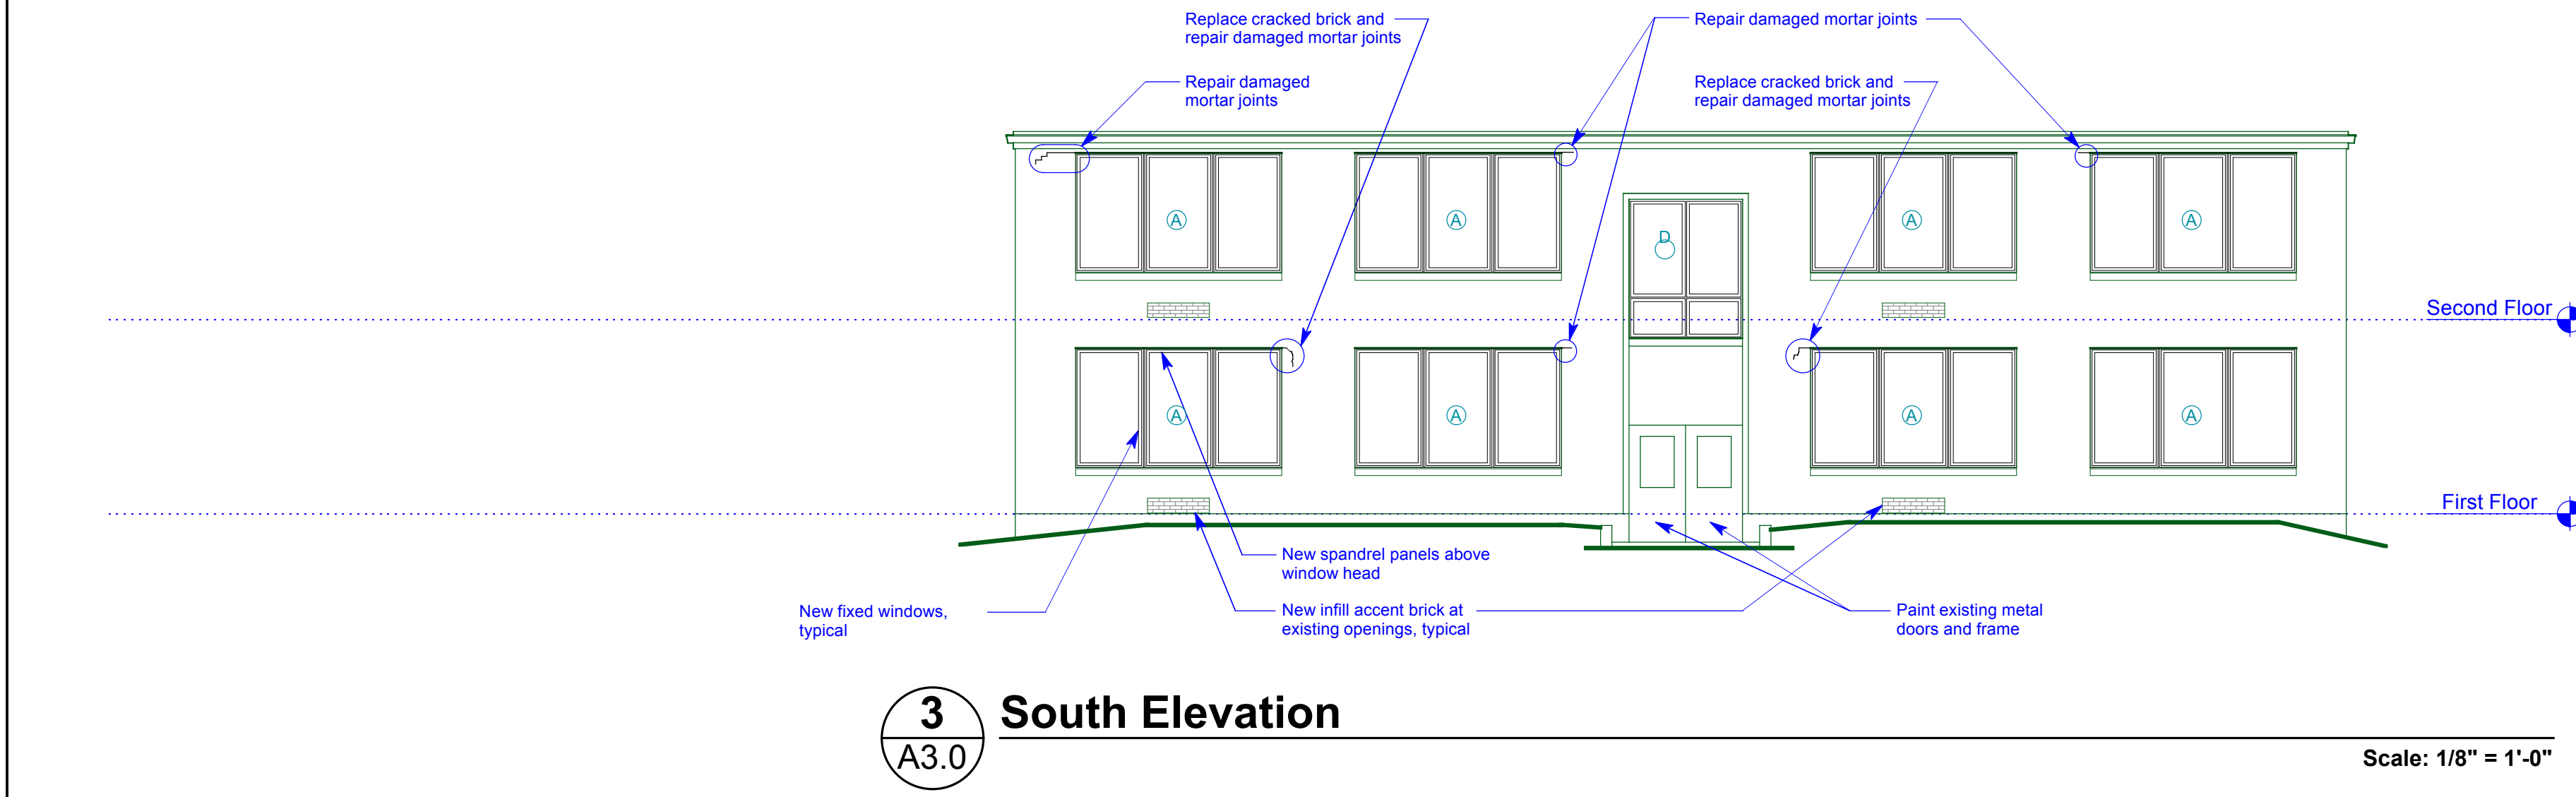 Replace cracked brick and
repair damaged mortar joints
Repair damaged mortar joints
Repair damaged
mortar joints
Replace cracked brick and
repair damaged mortar joints
A
A
D
A
A
Second Floor
A
A
A
A
First Floor
New spandrel panels above
window head
New fixed windows,
typical
New infill accent brick at
existing openings, typical
Paint existing metal
doors and frame
3
A3.0
South Elevation
Scale: 1/8" = 1'-0"